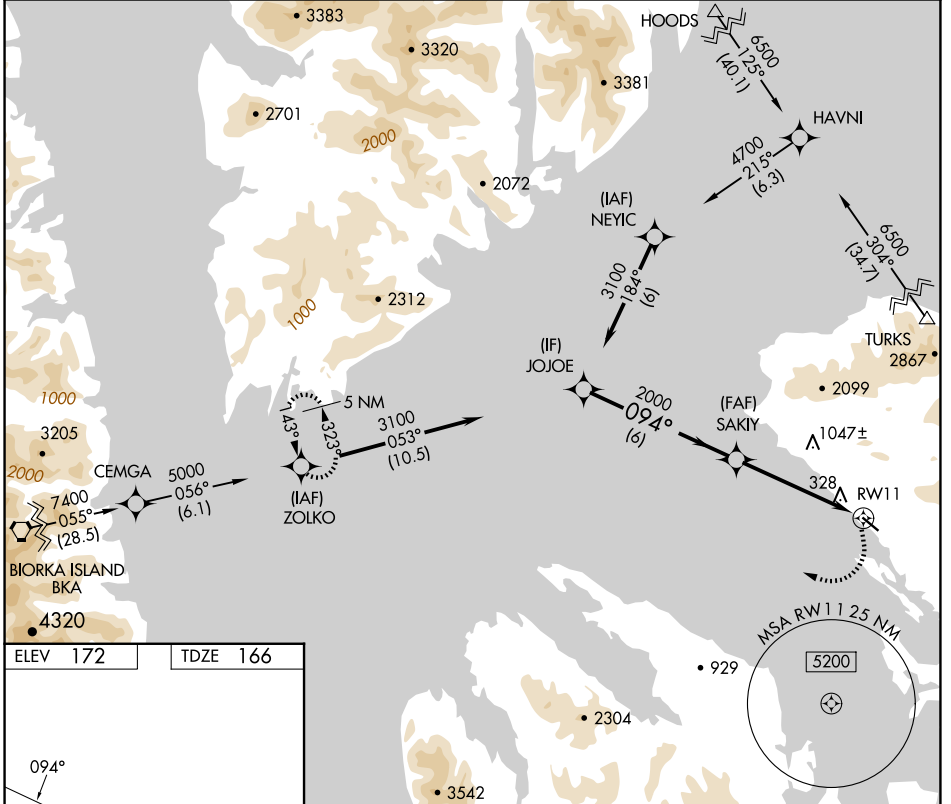 3383
3320
HOODS
6500
125°
(40.1)
3381
2701
HAVNI
2000
4700
215°
(6.3)
2072
(IAF)
NEYIC
6500
304°
(34.7)
3100
184°
(6)
2312
1000
TURKS
2867
(IF)
JOJOE
2099
1000
5 NM
2000
094°
(6)
(FAF)
SAKIY
3100
053°
(10.5)
143°
323°
1047±
3205
2000
CEMGA
5000
056°
(6.1)
(IAF)
ZOLKO
328
RW11
7400
055°
(28.5)
BIORKA ISLAND
BKA
4320
MSA RW11 25 NM
5200
ELEV 172
TDZE 166
929
2304
094°
3542